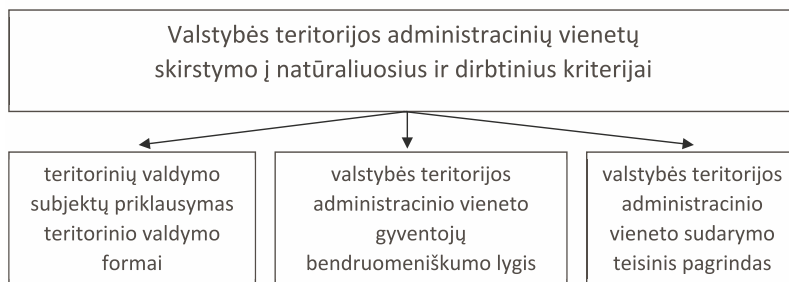 Valstybės teritorijos administracinių vienetų
skirstymo į natūraliuosius ir dirbtinius kriterijai
teritorinių valdymo
subjektų priklausymas
teritorinio valdymo
formai
valstybės teritorijos
administracinio vieneto
gyventojų
bendruomeniškumo lygis
valstybės teritorijos
administracinio
vieneto sudarymo
teisinis pagrindas